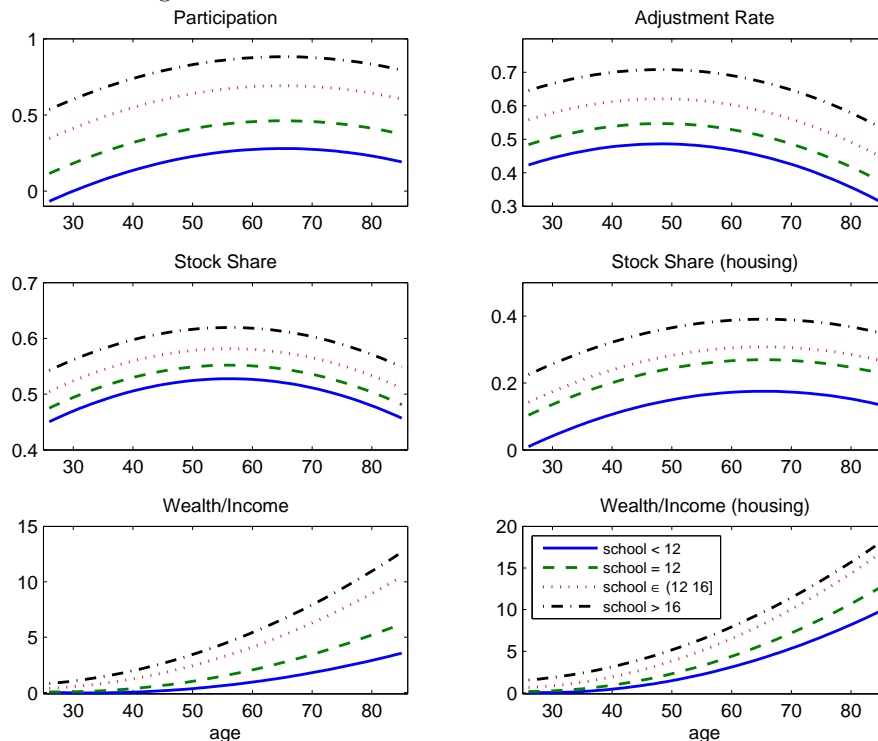 Participation
Adjustment Rate
1
0.5
0
30 40 50 60 70 80
0.7
0.6
0.5
0.4
0.3
30 40 50 60 70 80
Stock Share
Stock Share (housing)
0.7
0.6
0.5
0.4
30 40 50 60 70 80
0.4
0.2
0
30 40 50 60 70 80
Wealth/Income
Wealth/Income (housing)
15
10
5
0
30 40 50 60 70 80
age
20
15
10
5
0
school < 12
school = 12
school ∈ (12 16]
school > 16
30 40 50 60 70 80
age